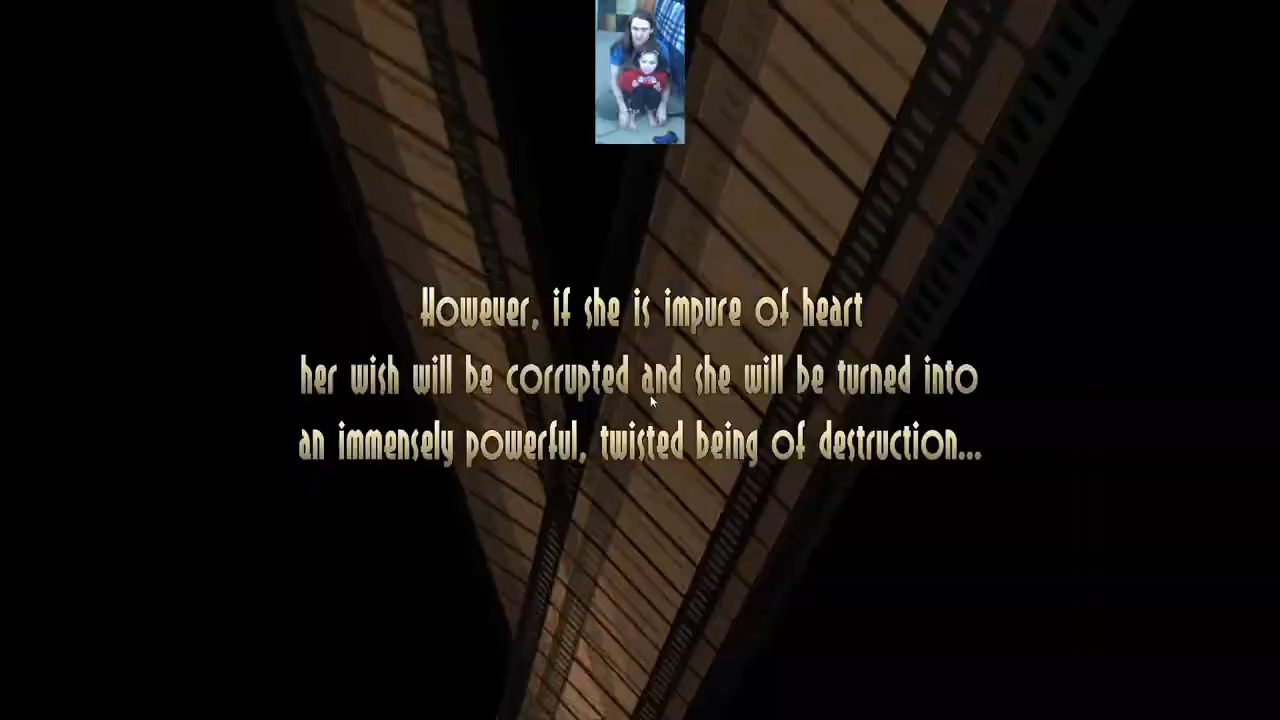 However, if she is impure of heart
her wish will be corrupted and she will be turned into
an immensely powerful, twisted being of destruction...